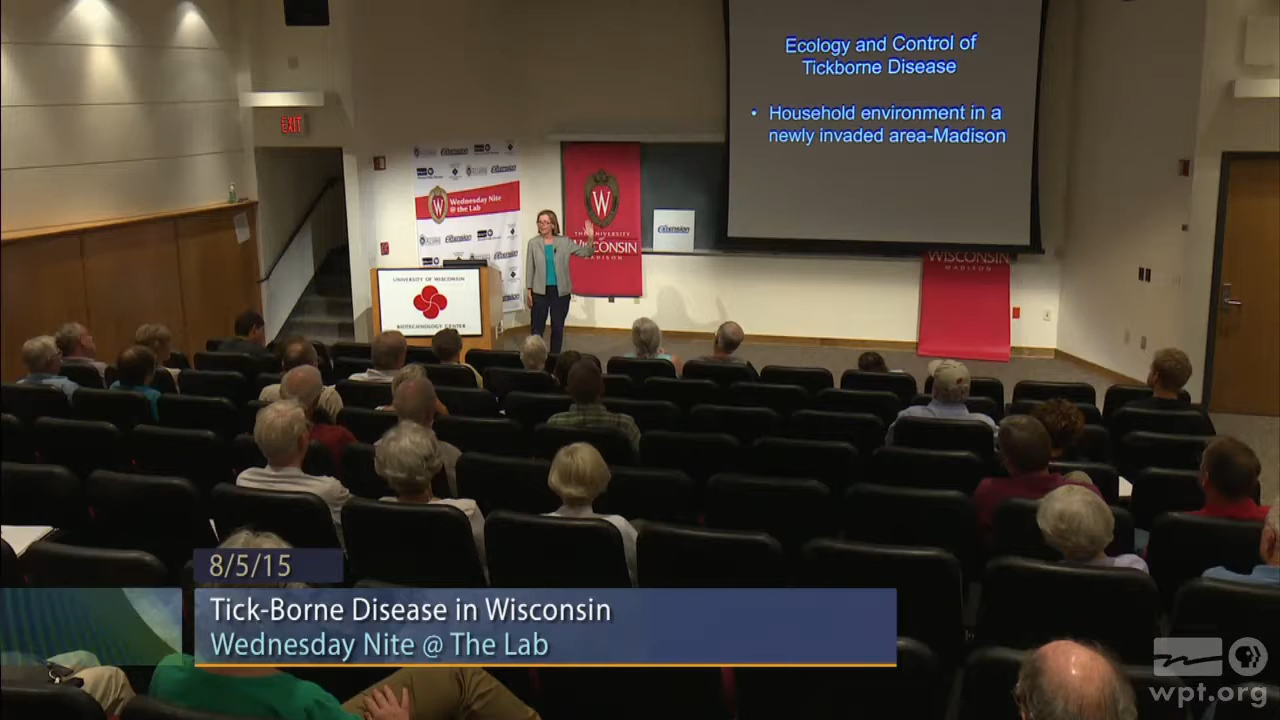 Ecology and Control of
Tickborne Disease
• Household environment in a
newly invaded area-Madison
EXIT
Wednesday Nite
@ the Lab
W
W
THE UNIVERSITY
WISCONSIN
MADISON
Extension
WISCONSIN
MADISON
UNIVERSITY OF WISCONSIN
BIOTECHNOLOGY CENTER
8/5/15
Tick-Borne Disease in Wisconsin
Wednesday Nite @ The Lab
wpt.org